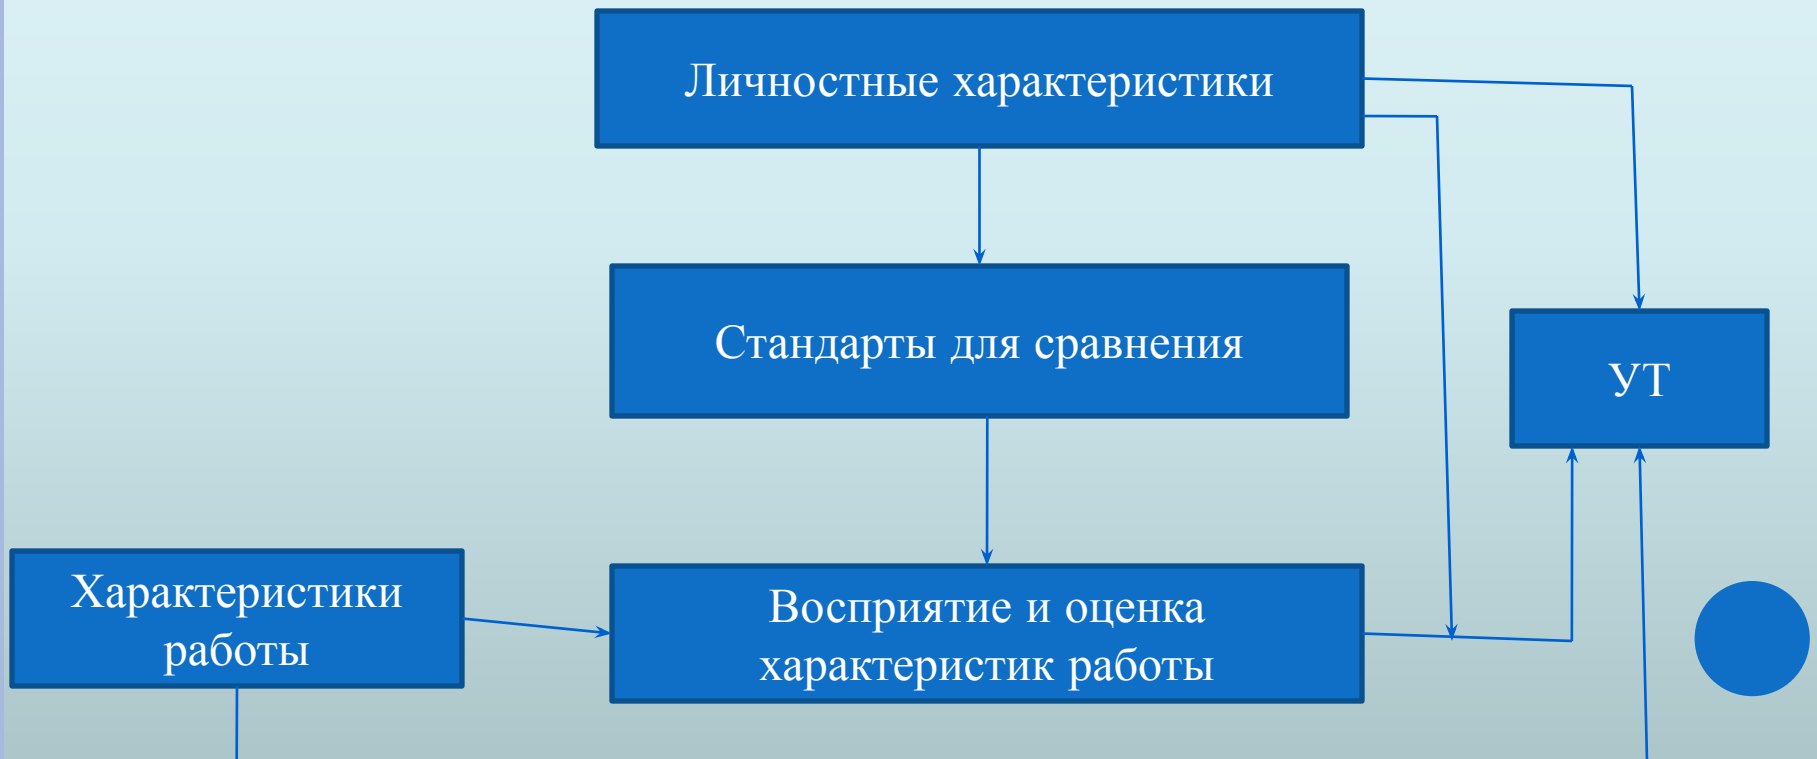 Личностные характеристики
Стандарты для сравнения
УТ
Характеристики
работы
Восприятие и оценка
характеристик работы